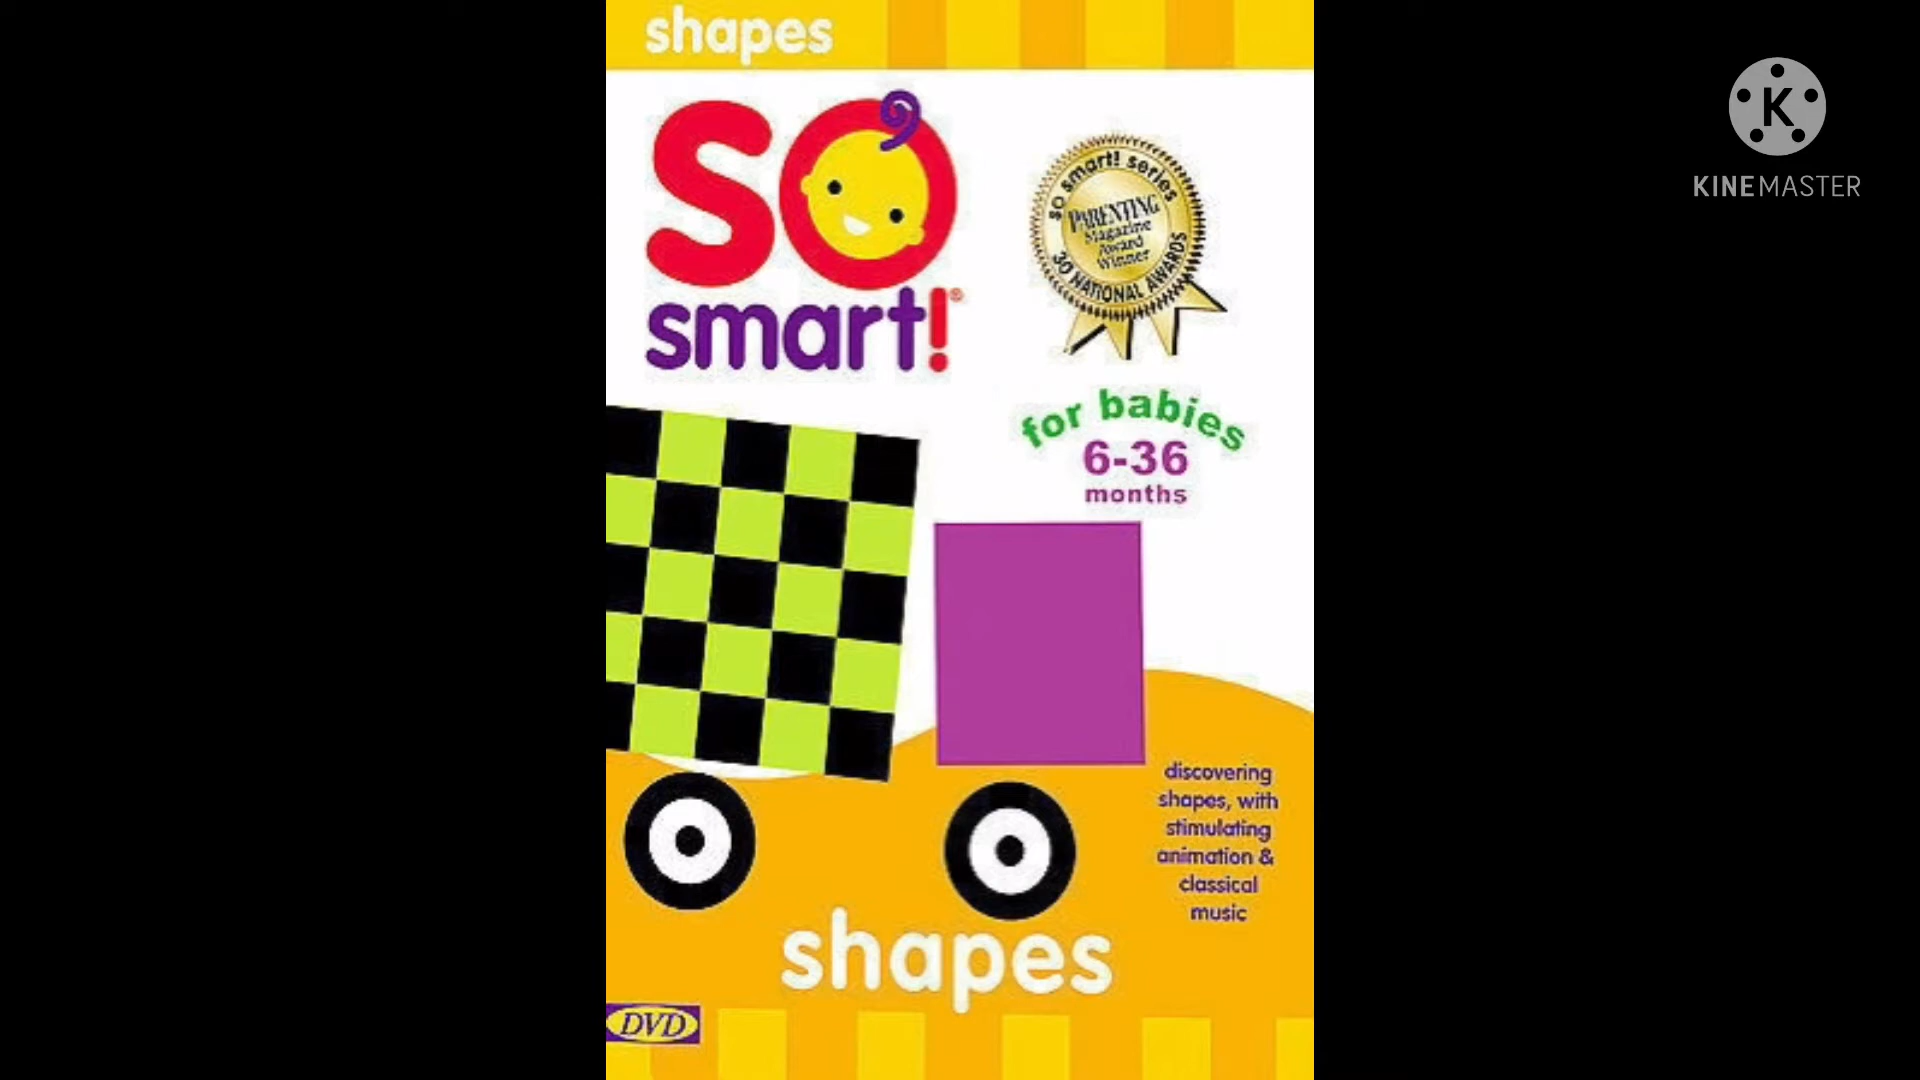 shapes
so
smart!®
so smart! series
PARENTING
Magazine
Award
Winner
30 NATIONAL AWARDS
for babies
6-36
months
discovering
shapes, with
stimulating
animation &
classical
music
shapes
DVD
K
KINEMASTER